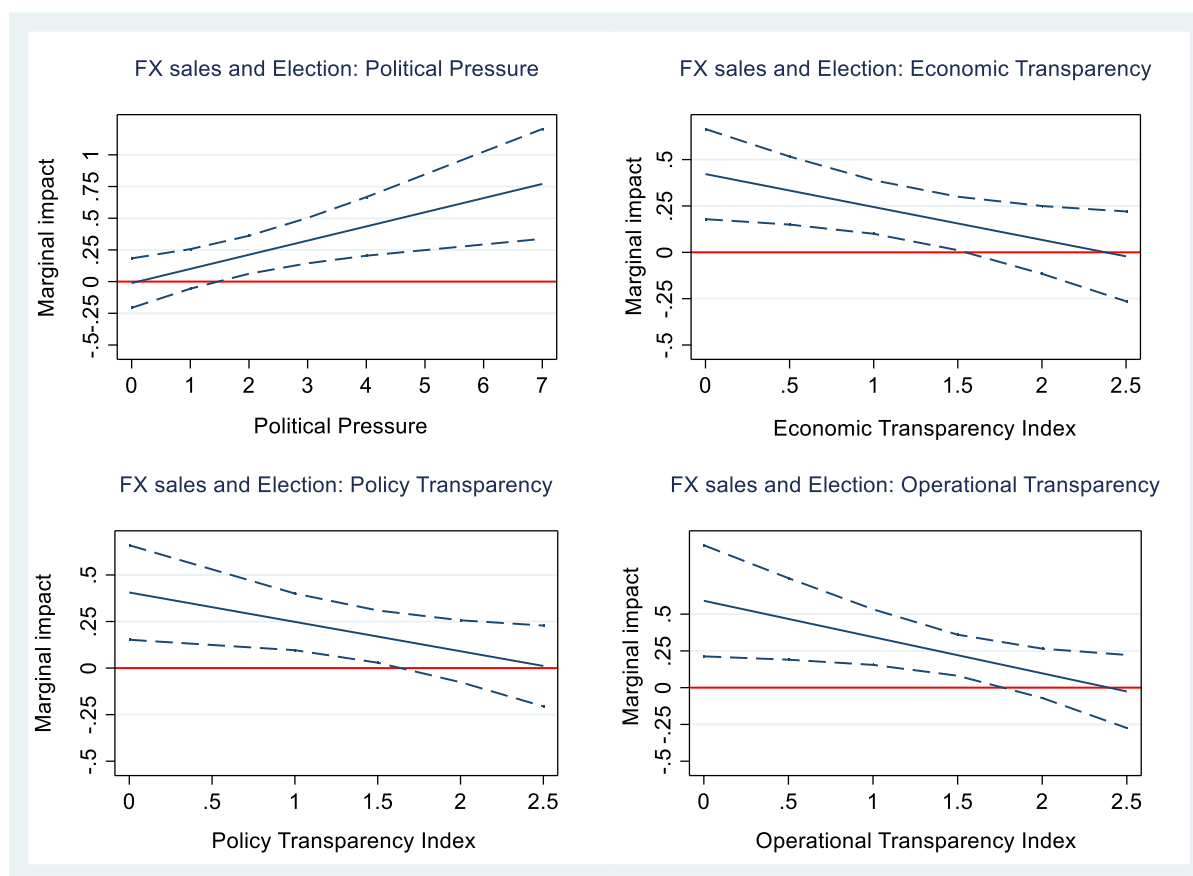 FX sales and Election: Political Pressure
Marginal impact
1
.75
.5
.25
0
-.25
-.5
0 1 2 3 4 5 6 7
Political Pressure
FX sales and Election: Economic Transparency
Marginal impact
.5
.25
0
-.25
-.5
0 .5 1 1.5 2 2.5
Economic Transparency Index
FX sales and Election: Policy Transparency
Marginal impact
.5
.25
0
-.25
-.5
0 .5 1 1.5 2 2.5
Policy Transparency Index
FX sales and Election: Operational Transparency
Marginal impact
.5
.25
0
-.25
-.5
0 .5 1 1.5 2 2.5
Operational Transparency Index